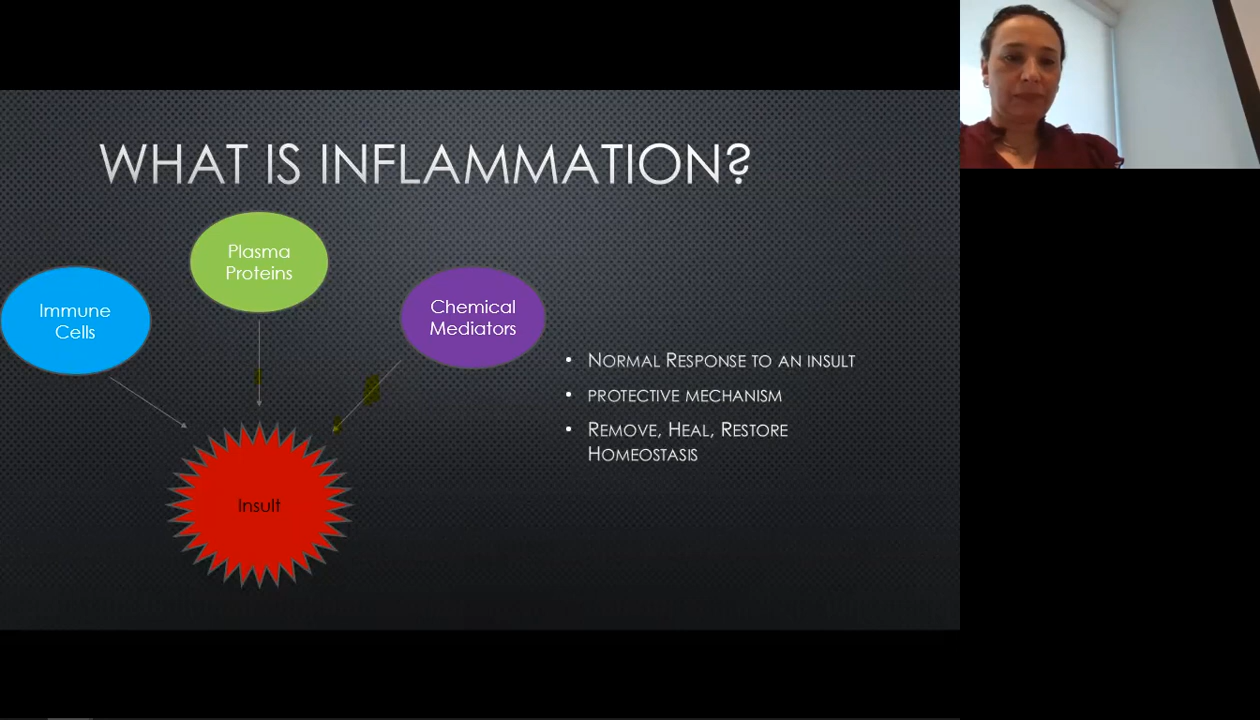 WHAT IS INFLAMMATION?
Plasma
Proteins
Immune
Cells
Chemical
Mediators
Insult
• NORMAL RESPONSE TO AN INSULT
• PROTECTIVE MECHANISM
• REMOVE, HEAL, RESTORE
HOMEOSTASIS